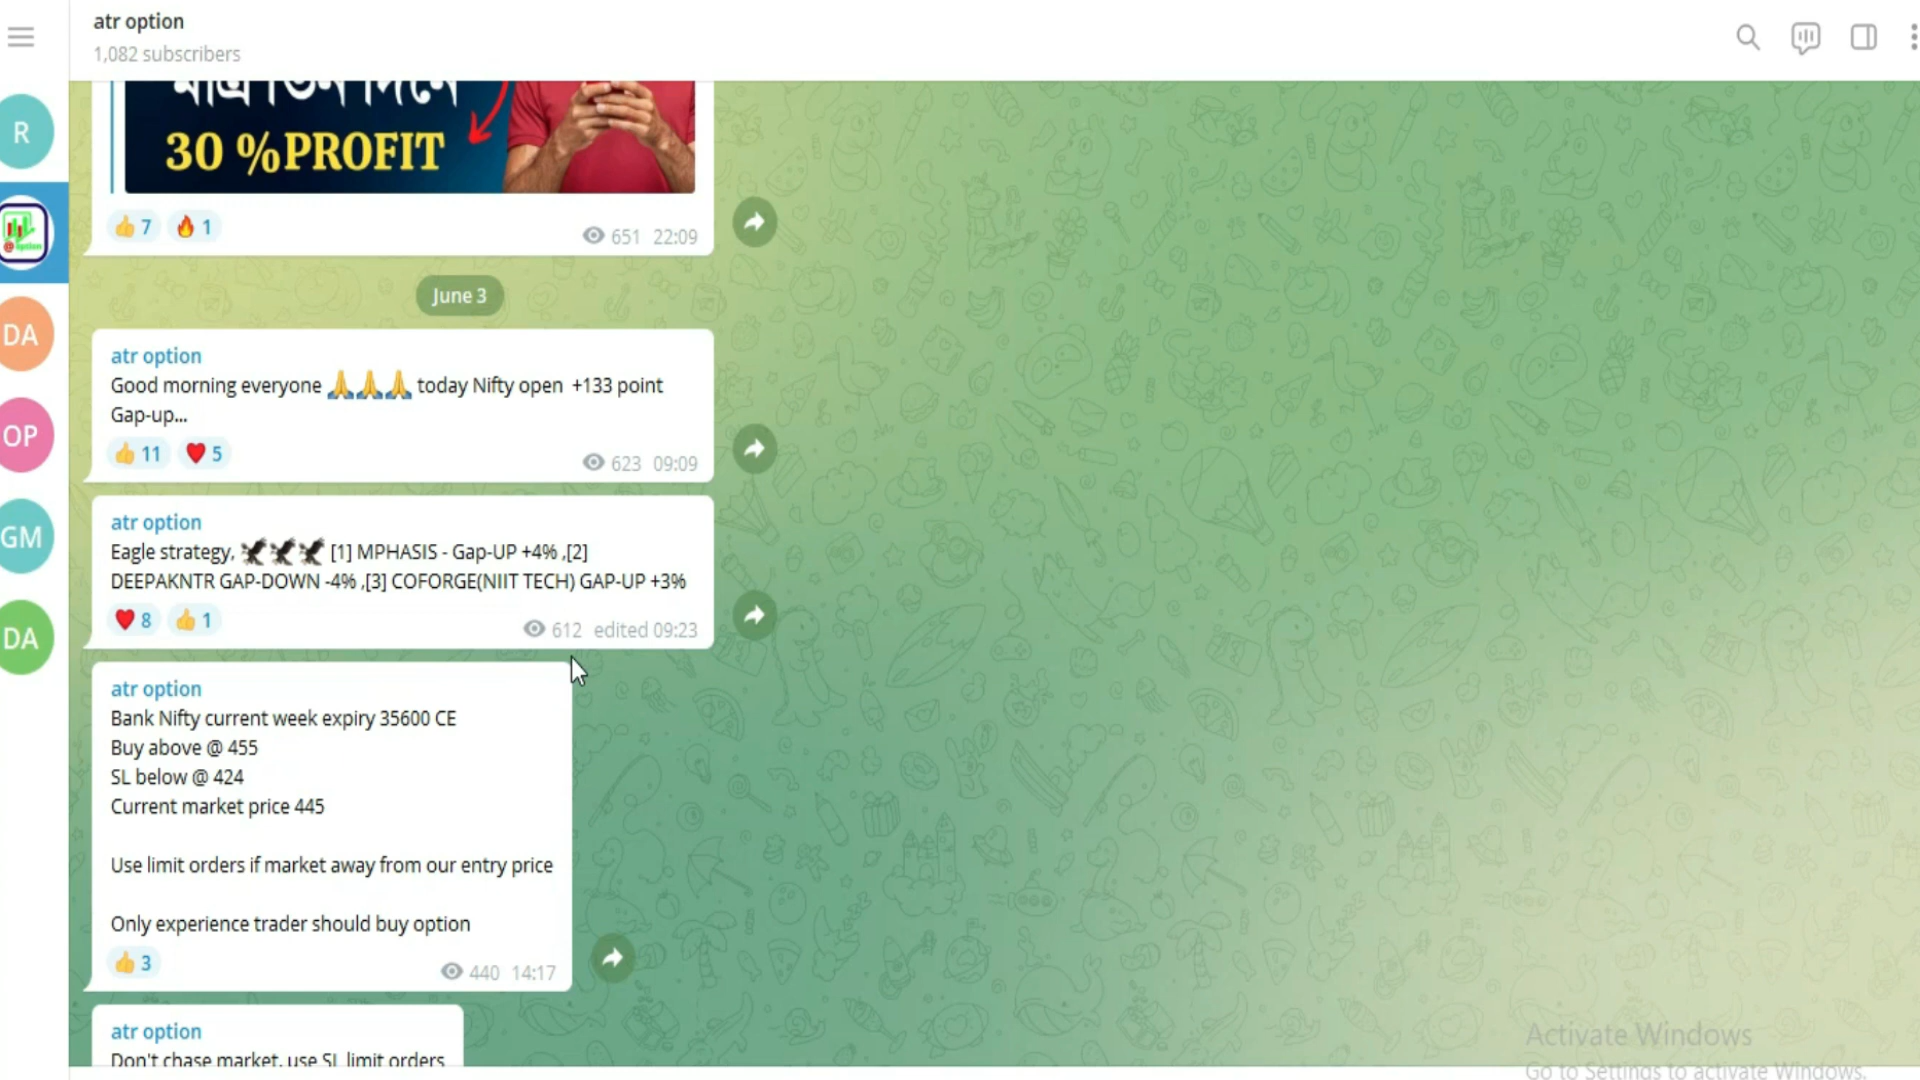 atr option
1,082 subscribers
R
DA
OP
GM
DA
30 %PROFIT
7 1
651 22:09
June 3
atr option
Good morning everyone 🙏🙏🙏 today Nifty open +133 point
Gap-up...
11 5
623 09:09
atr option
Eagle strategy, 🦅🦅🦅 [1] MPHASIS - Gap-UP +4% ,[2]
DEEPAKNTR GAP-DOWN -4% ,[3] COFORGE(NIIT TECH) GAP-UP +3%
8 1
612 edited 09:23
atr option
Bank Nifty current week expiry 35600 CE
Buy above @ 455
SL below @ 424
Current market price 445
Use limit orders if market away from our entry price
Only experience trader should buy option
3
440 14:17
atr option
Don't chase market, use SL limit orders
Activate Windows
Go to Settings to activate Windows.